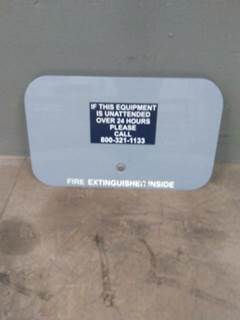 IF THIS EQUIPMENT
IS UNATTENDED
OVER 24 HOURS
PLEASE
CALL
800-321-1133
FIRE EXTINGUISHER INSIDE